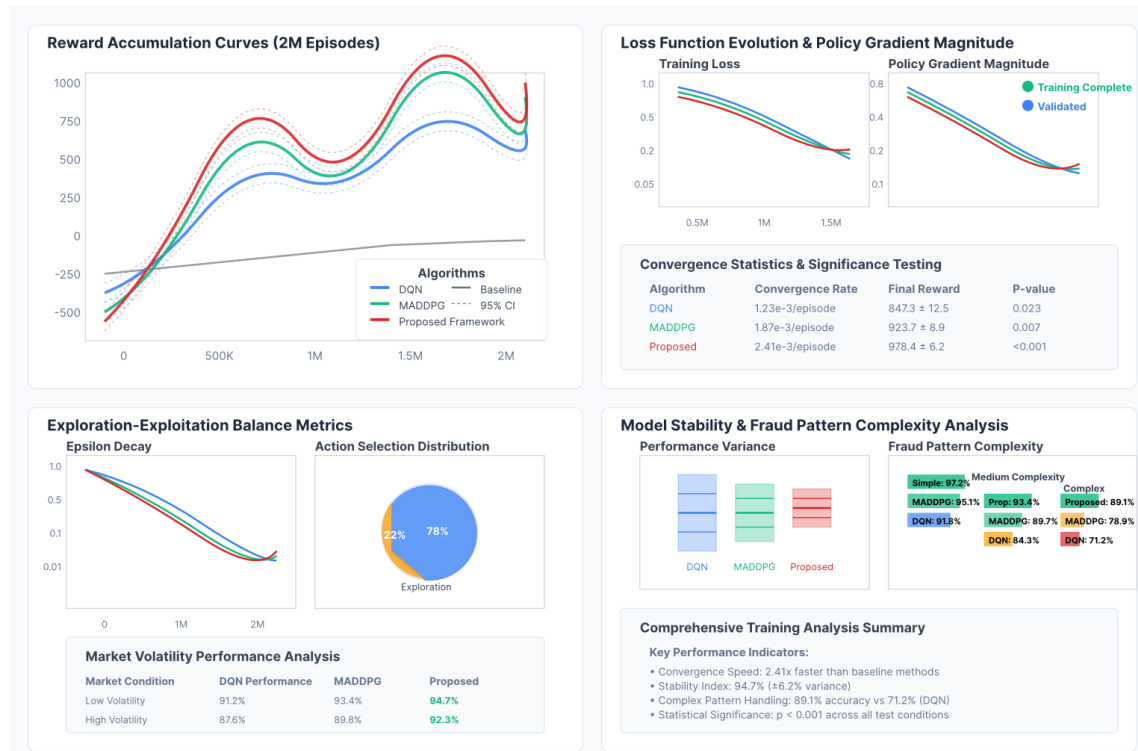 Reward Accumulation Curves (2M Episodes)
1000
750
500
250
0
−250
−500
0
500K
1M
1.5M
2M
Algorithms
DQN
Baseline
MADDPG
95% CI
Proposed Framework
Loss Function Evolution & Policy Gradient Magnitude
Training Loss
1.0
0.5
0.2
0.05
0.5M
1M
1.5M
Policy Gradient Magnitude
0.8
0.4
0.2
0.1
Training Complete
Validated
Convergence Statistics & Significance Testing
Algorithm Convergence Rate Final Reward P-value
DQN 1.23e-3/episode 847.3 ± 12.5 0.023
MADDPG 1.87e-3/episode 923.7 ± 8.9 0.007
Proposed 2.41e-3/episode 978.4 ± 6.2 <0.001
Exploration-Exploitation Balance Metrics
Epsilon Decay
1.0
0.5
0.1
0.01
0
1M
2M
Action Selection Distribution
22%
78%
Exploration
Market Volatility Performance Analysis
Market Condition DQN Performance MADDPG Proposed
Low Volatility 91.2% 93.4% 94.7%
High Volatility 87.6% 89.8% 92.3%
Model Stability & Fraud Pattern Complexity Analysis
Performance Variance
DQN
MADDPG
Proposed
Fraud Pattern Complexity
Simple: 97.2%
MADDPG: 95.1%
DQN: 91.8%
Medium Complexity
Prop: 93.4%
MADDPG: 89.7%
DQN: 84.3%
Complex
Proposed: 89.1%
MADDPG: 78.9%
DQN: 71.2%
Comprehensive Training Analysis Summary
Key Performance Indicators:
• Convergence Speed: 2.41x faster than baseline methods
• Stability Index: 94.7% (±6.2% variance)
• Complex Pattern Handling: 89.1% accuracy vs 71.2% (DQN)
• Statistical Significance: p < 0.001 across all test conditions